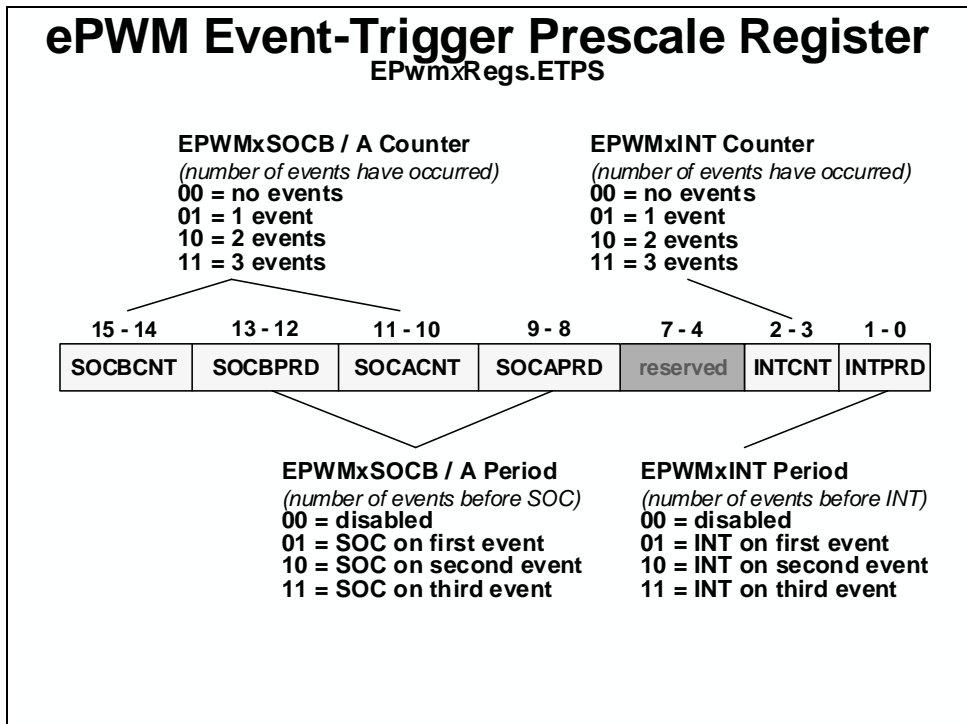 ePWM Event-Trigger Prescale Register
EPwmxRegs.ETPS
EPWMxSOCB / A Counter
(number of events have occurred)
00 = no events
01 = 1 event
10 = 2 events
11 = 3 events
EPWMxINT Counter
(number of events have occurred)
00 = no events
01 = 1 event
10 = 2 events
11 = 3 events
15 - 14 13 - 12 11 - 10 9 - 8 7 - 4 2 - 3 1 - 0
SOCBCNT SOCBPRD SOCACNT SOCAPRD reserved INTCNT INTPRD
EPWMxSOCB / A Period
(number of events before SOC)
00 = disabled
01 = SOC on first event
10 = SOC on second event
11 = SOC on third event
EPWMxINT Period
(number of events before INT)
00 = disabled
01 = INT on first event
10 = INT on second event
11 = INT on third event